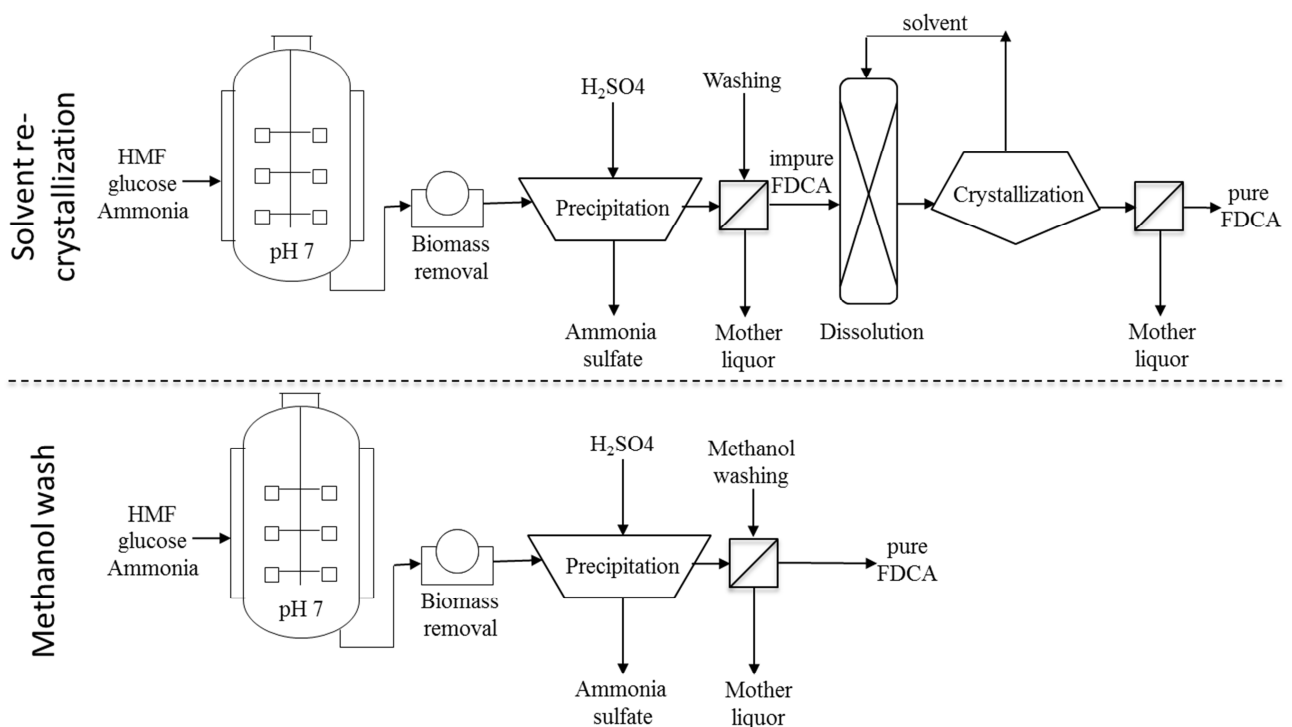 Solvent re-
crystallization
HMF
glucose
Ammonia
pH 7
Biomass
removal
H₂SO4
Precipitation
Ammonia
sulfate
Washing
Mother
liquor
impure
FDCA
solvent
Dissolution
Crystallization
Mother
liquor
pure
FDCA
Methanol wash
HMF
glucose
Ammonia
pH 7
Biomass
removal
H₂SO4
Precipitation
Ammonia
sulfate
Methanol
washing
Mother
liquor
pure
FDCA